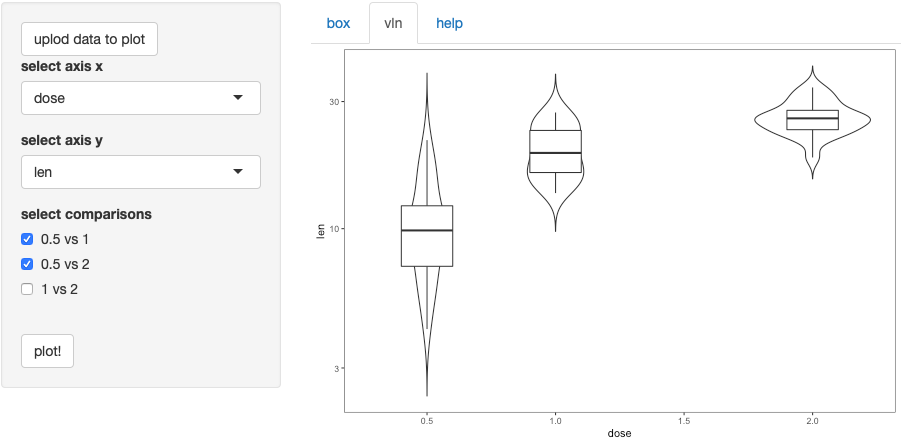 uplod data to plot
select axis x
dose
select axis y
len
select comparisons
0.5 vs 1
0.5 vs 2
1 vs 2
plot!
box
vln
help
30
10
3
len
0.5
1.0
1.5
2.0
dose